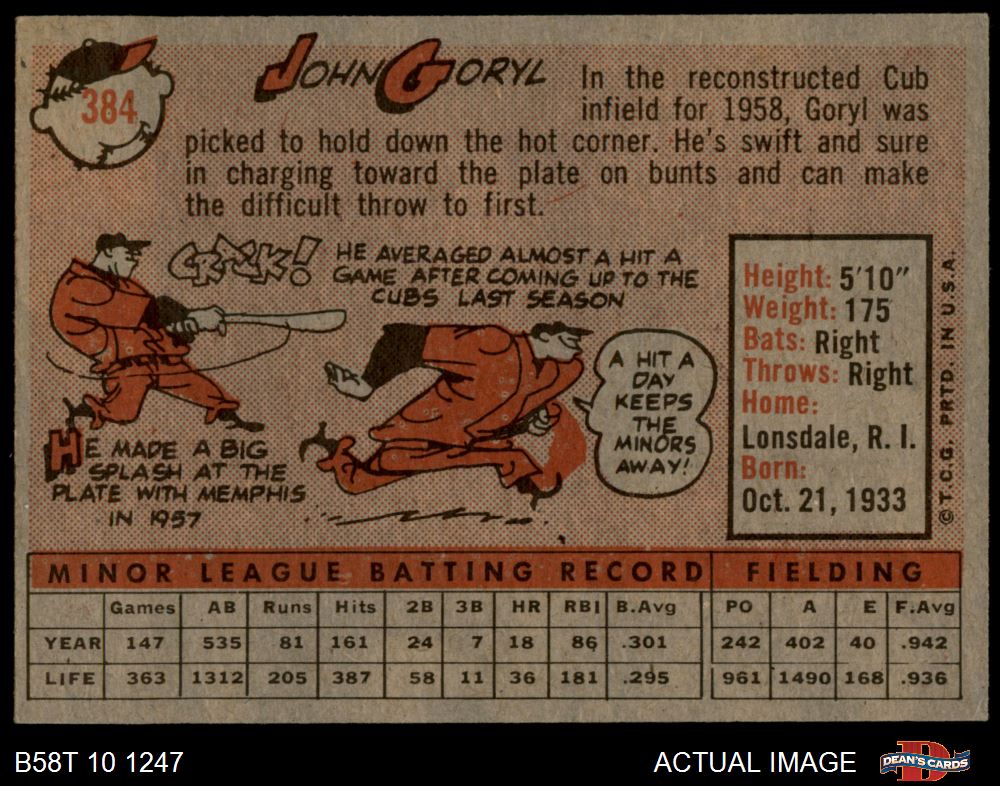 384
JOHN GORYL
In the reconstructed Cub
infield for 1958, Goryl was
picked to hold down the hot corner. He's swift and sure
in charging toward the plate on bunts and can make
the difficult throw to first.
CRACK!
HE AVERAGED ALMOST A HIT A
GAME AFTER COMING UP TO THE
CUBS LAST SEASON
A HIT A
DAY
KEEPS
THE
MINORS
AWAY!
HE MADE A BIG
SPLASH AT THE
PLATE WITH MEMPHIS
IN 1957
Height: 5'10"
Weight: 175
Bats: Right
Throws: Right
Home:
Lonsdale, R. I.
Born:
Oct. 21, 1933
© T.C.G. PRTD. IN U.S.A.
MINOR LEAGUE BATTING RECORD FIELDING
Games AB Runs Hits 2B 3B HR RBI B.Avg PO A E F.Avg
YEAR 147 535 81 161 24 7 18 86 .301 242 402 40 .942
LIFE 363 1312 205 387 58 11 36 181 .295 961 1490 168 .936
B58T 10 1247
ACTUAL IMAGE
D
DEAN'S CARDS